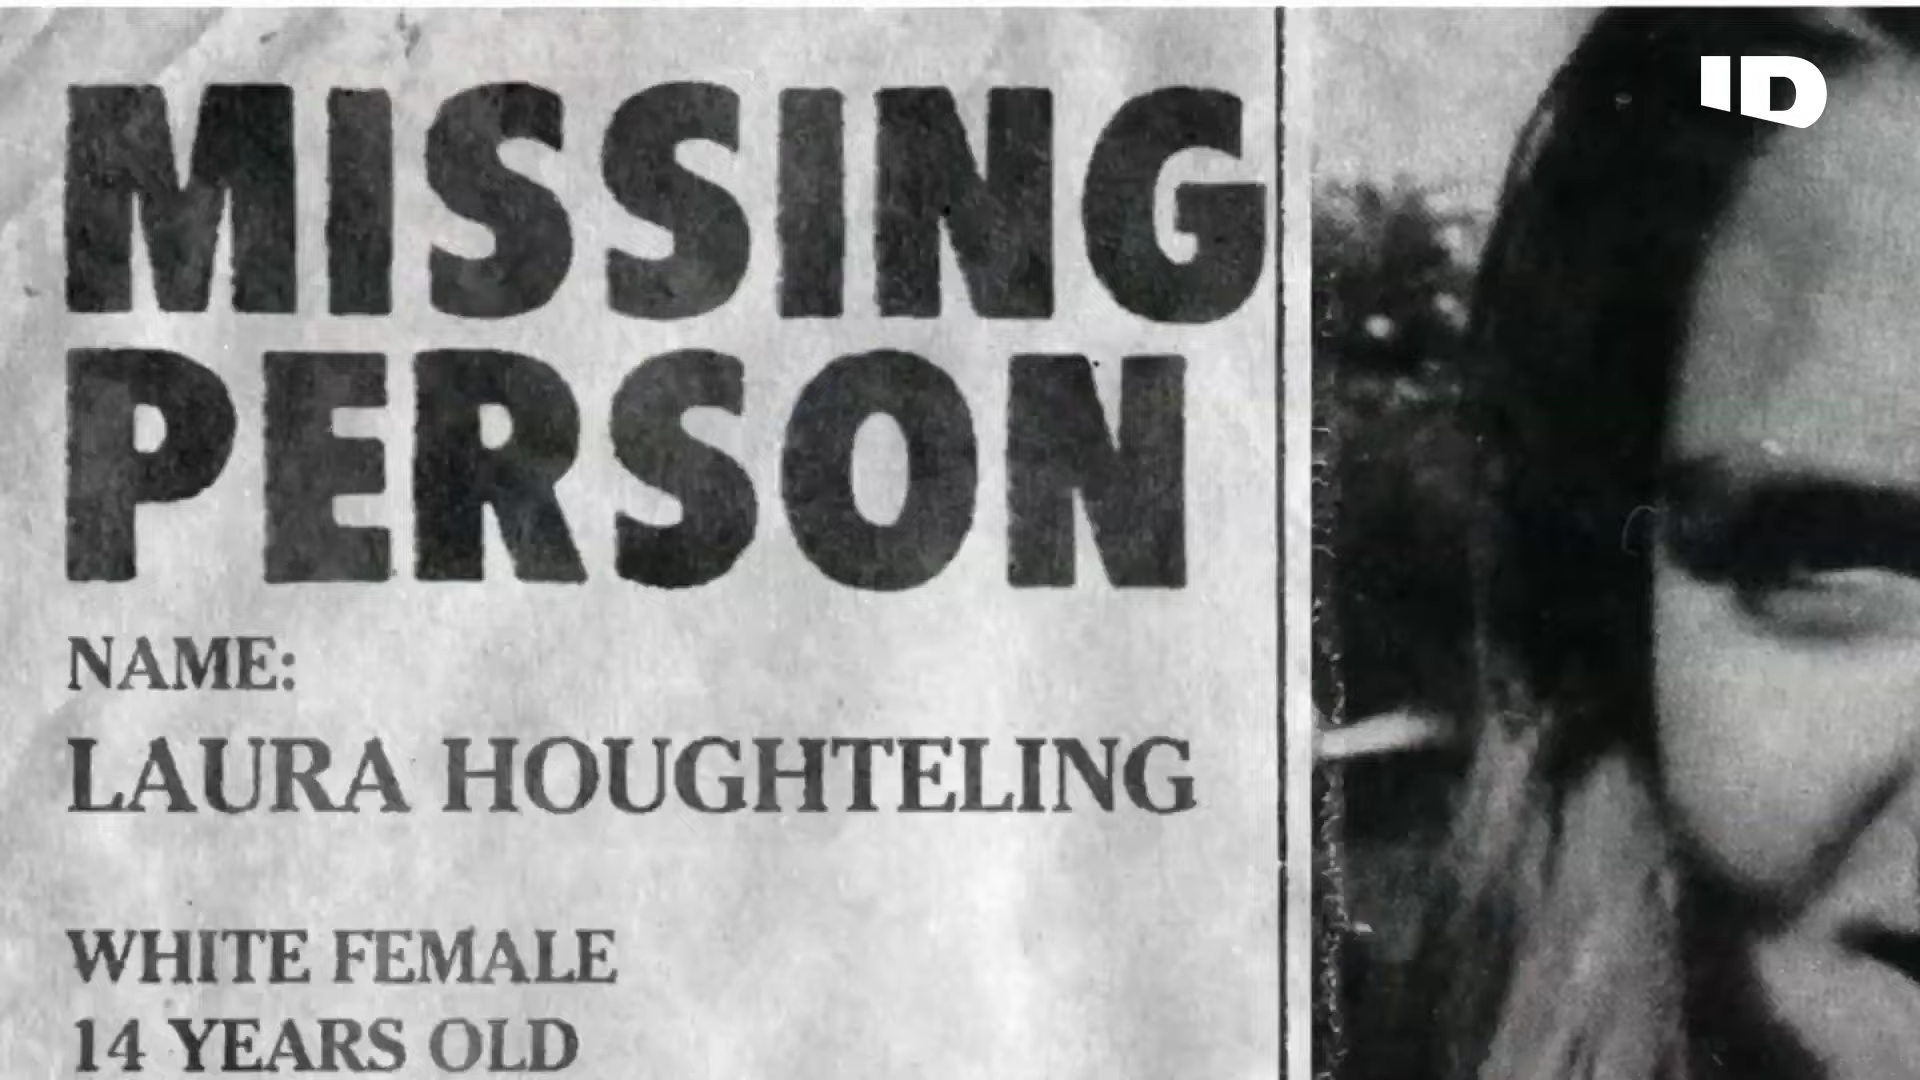 ID
MISSING
PERSON
NAME:
LAURA HOUGHTELING
WHITE FEMALE
14 YEARS OLD